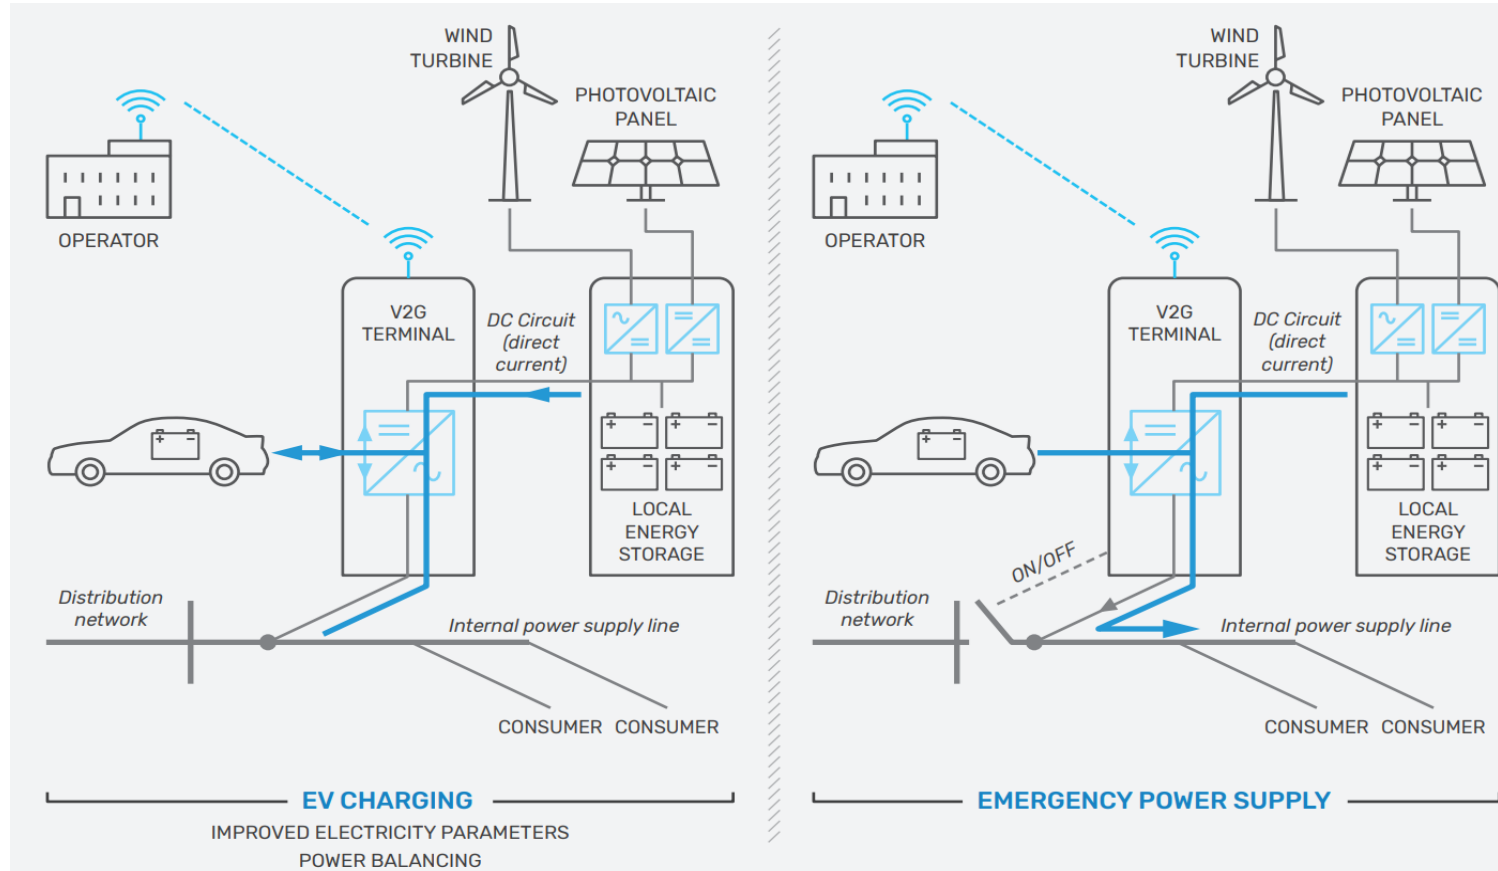 WIND
TURBINE
PHOTOVOLTAIC
PANEL
OPERATOR
V2G
TERMINAL
DC Circuit
(direct
current)
LOCAL
ENERGY
STORAGE
Distribution
network
Internal power supply line
CONSUMER
CONSUMER
EV CHARGING
IMPROVED ELECTRICITY PARAMETERS
POWER BALANCING
WIND
TURBINE
PHOTOVOLTAIC
PANEL
OPERATOR
V2G
TERMINAL
DC Circuit
(direct
current)
LOCAL
ENERGY
STORAGE
ON/OFF
Distribution
network
Internal power supply line
CONSUMER
CONSUMER
EMERGENCY POWER SUPPLY